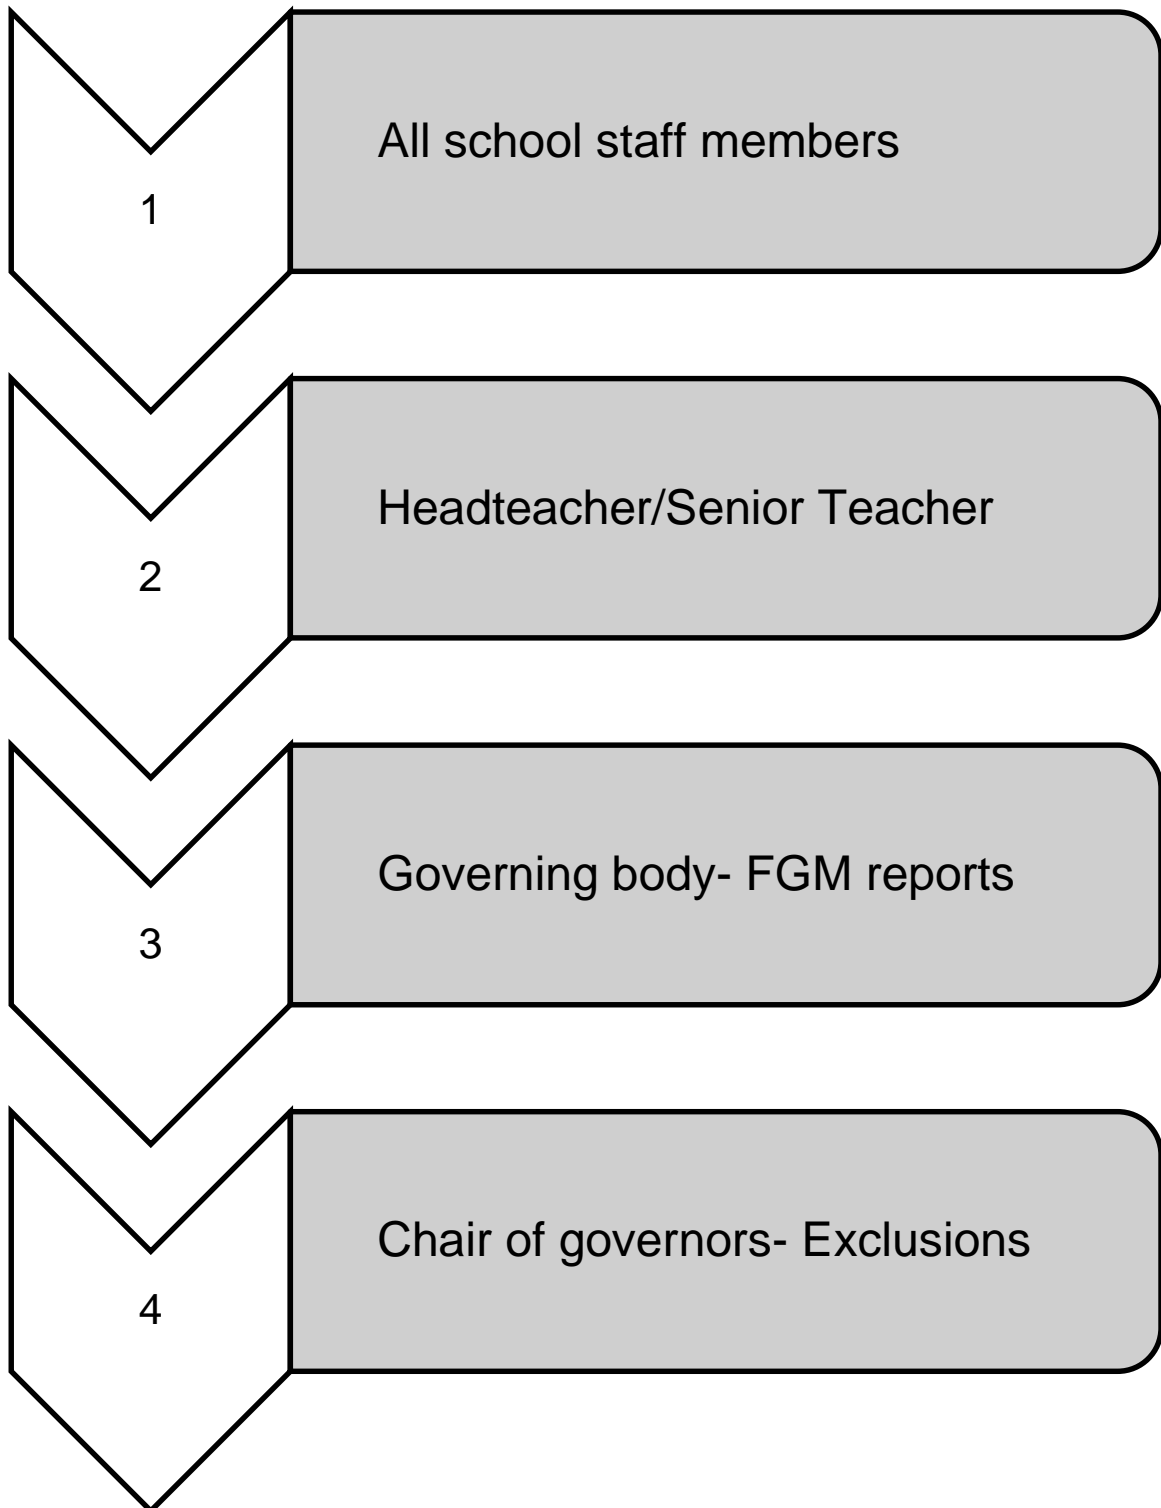 All school staff members
1
Headteacher/Senior Teacher
2
Governing body- FGM reports
3
Chair of governors- Exclusions
4